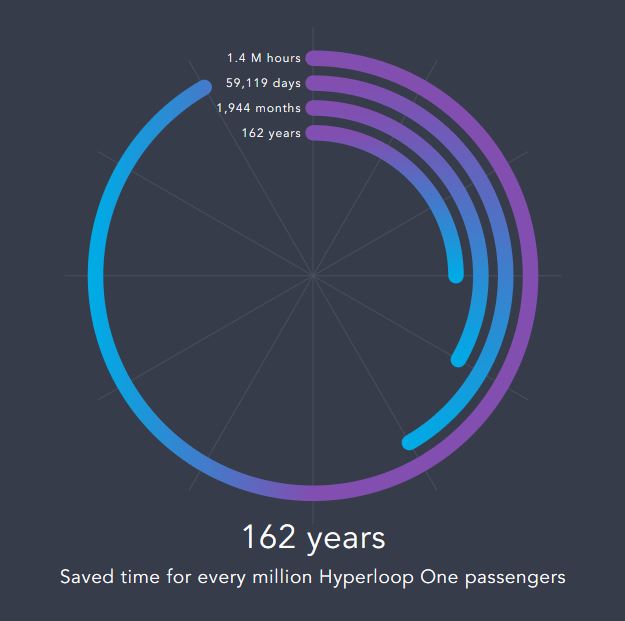 1.4 M hours
59,119 days
1,944 months
162 years
162 years
Saved time for every million Hyperloop One passengers